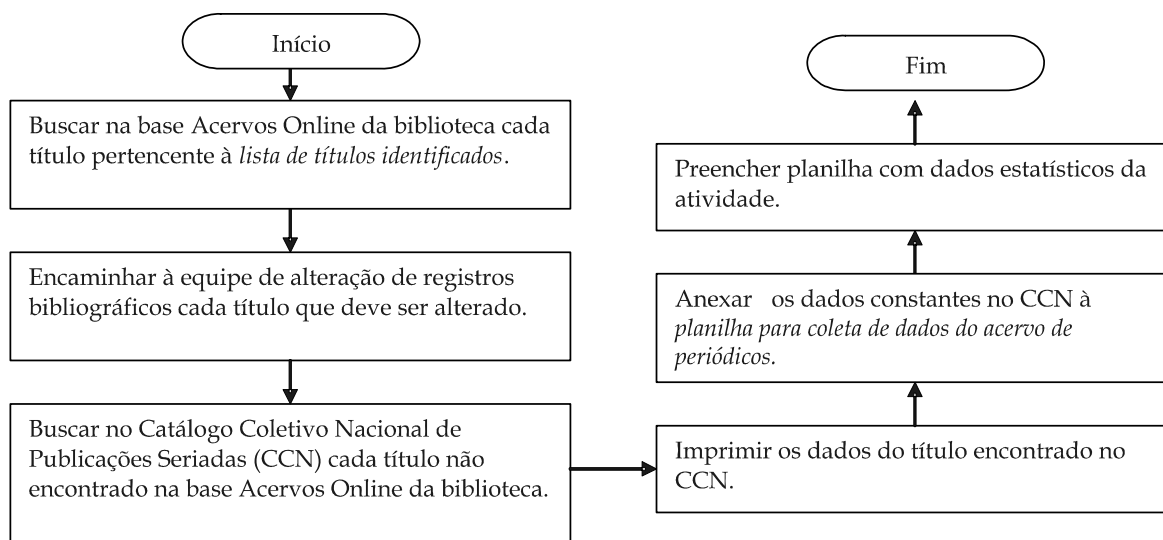 Início
Buscar na base Acervos Online da biblioteca cada
título pertencente à lista de títulos identificados.
Encaminhar à equipe de alteração de registros
bibliográficos cada título que deve ser alterado.
Buscar no Catálogo Coletivo Nacional de
Publicações Seriadas (CCN) cada título não
encontrado na base Acervos Online da biblioteca.
Imprimir os dados do título encontrado no
CCN.
Anexar os dados constantes no CCN à
planilha para coleta de dados do acervo de
periódicos.
Preencher planilha com dados estatísticos da
atividade.
Fim